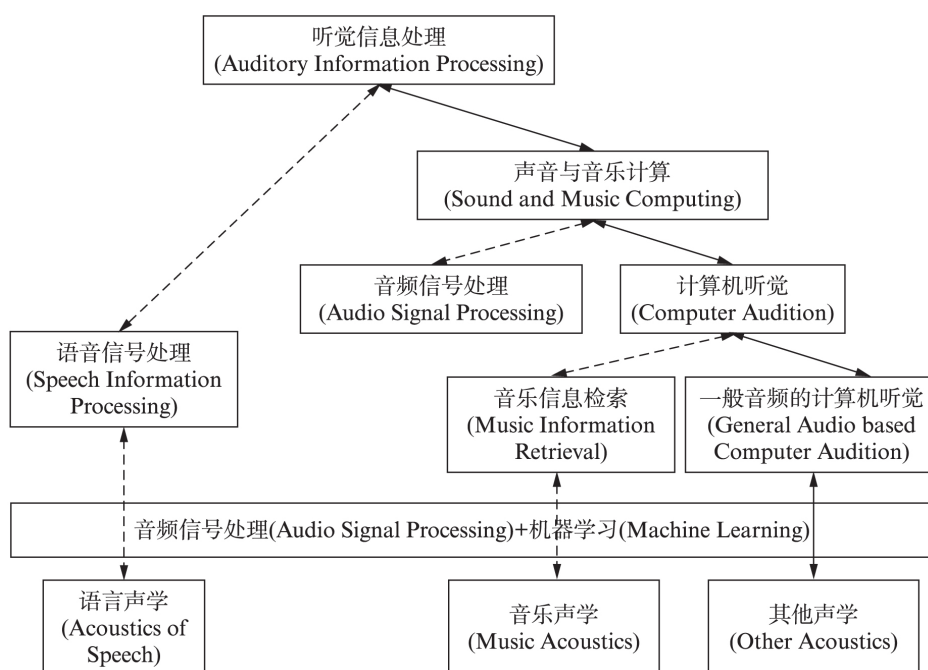 听觉信息处理
(Auditory Information Processing)
声音与音乐计算
(Sound and Music Computing)
音频信号处理
(Audio Signal Processing)
计算机听觉
(Computer Audition)
语音信号处理
(Speech Information
Processing)
音乐信息检索
(Music Information
Retrieval)
一般音频的计算机听觉
(General Audio based
Computer Audition)
音频信号处理(Audio Signal Processing)+机器学习(Machine Learning)
语言声学
(Acoustics of
Speech)
音乐声学
(Music Acoustics)
其他声学
(Other Acoustics)